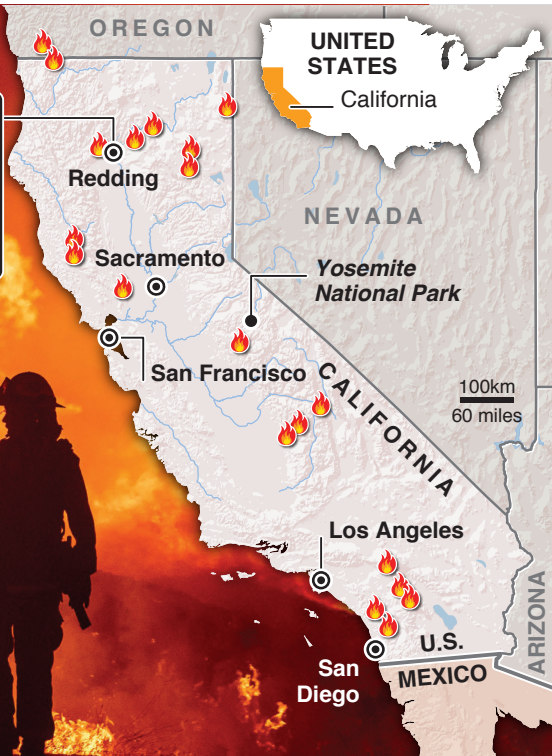 OREGON
UNITED
STATES
California
Redding
NEVADA
Sacramento
Yosemite
National Park
San Francisco
CALIFORNIA
100km
60 miles
Los Angeles
ARIZONA
U.S.
MEXICO
San
Diego